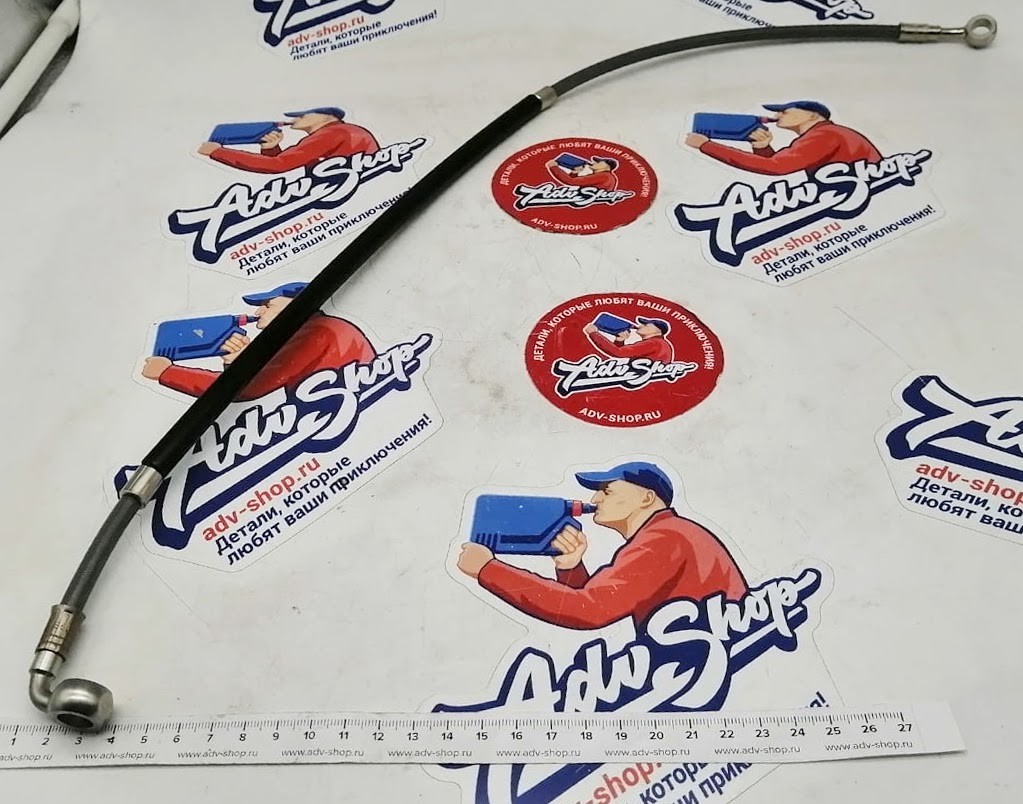 adv-shop.ru
Детали, которые
любят ваши приключения!
Adv Shop
adv-shop.ru
Детали, которые
любят ваши приключения!
ДЕТАЛИ, КОТОРЫЕ ЛЮБЯТ ВАШИ ПРИКЛЮЧЕНИЯ!
Adv Shop
ADV-SHOP.RU
Adv Shop
adv-shop.ru
Детали, которые
любят ваши приключения!
Adv Shop
adv-shop.ru
Детали, которые
любят ваши приключения!
ДЕТАЛИ, КОТОРЫЕ ЛЮБЯТ ВАШИ ПРИКЛЮЧЕНИЯ!
Adv Shop
ADV-SHOP.RU
adv-shop
Детали, ко
любят ваш
Adv Shop
1 2 3 4 5 6 7 8 9 10 11 12 13 14 15 16 17 18 19 20 21 22 23 24 25 26 27
adv-shop.ru www.adv-shop.ru www.adv-shop.ru www.adv-shop.ru www.adv-shop.ru www.adv-shop.ru www.adv-shop.ru www.adv-shop.ru www.adv-shop.ru